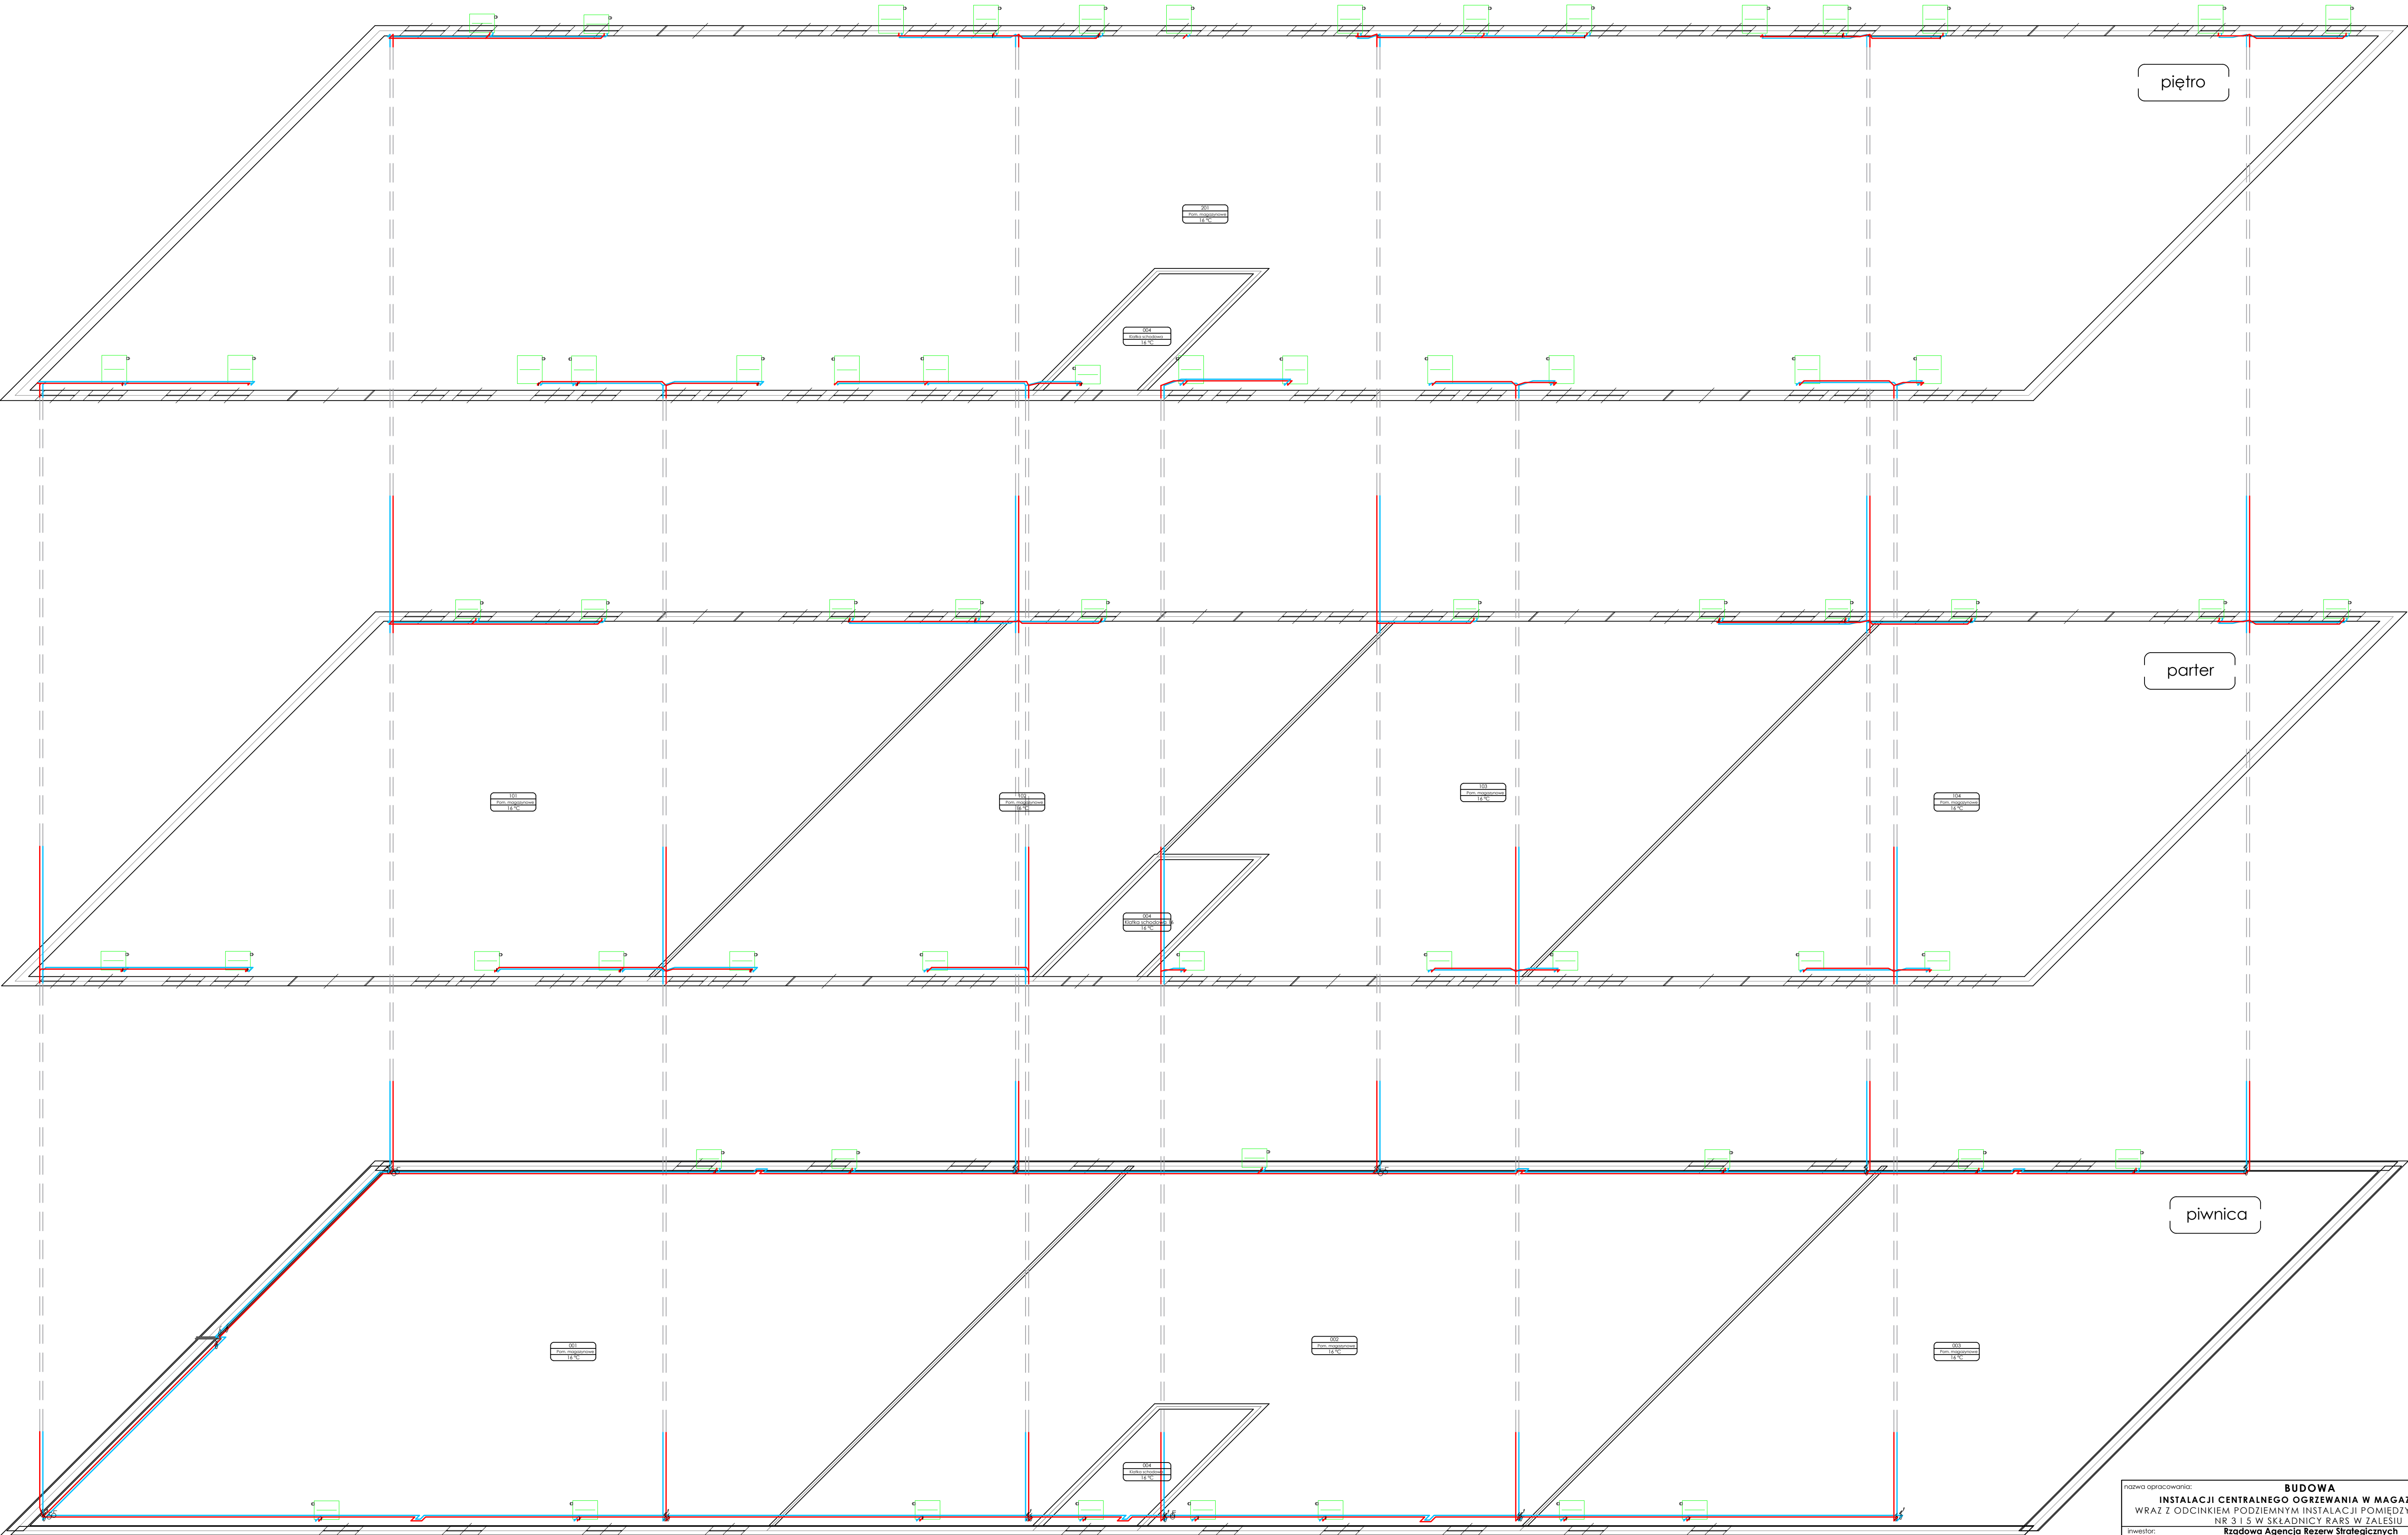 piętro
201
Pom. magazynowe
16 °C
004
Klatka schodowa
16 °C
parter
101
Pom. magazynowe
16 °C
102
Pom. magazynowe
16 °C
103
Pom. magazynowe
16 °C
104
Pom. magazynowe
16 °C
004
Klatka schodowa
16 °C
piwnica
001
Pom. magazynowe
16 °C
002
Pom. magazynowe
16 °C
003
Pom. magazynowe
16 °C
004
Klatka schodowa
16 °C
nazwa opracowania:
BUDOWA
INSTALACJI CENTRALNEGO OGRZEWANIA W MAGAZ
WRAZ Z ODCINKIEM PODZIEMNYM INSTALACJI POMIĘDZY
NR 3 I 5 W SKŁADNICY RARS W ZALESIU
inwestor:
Rządowa Agencja Rezerw Strategicznych